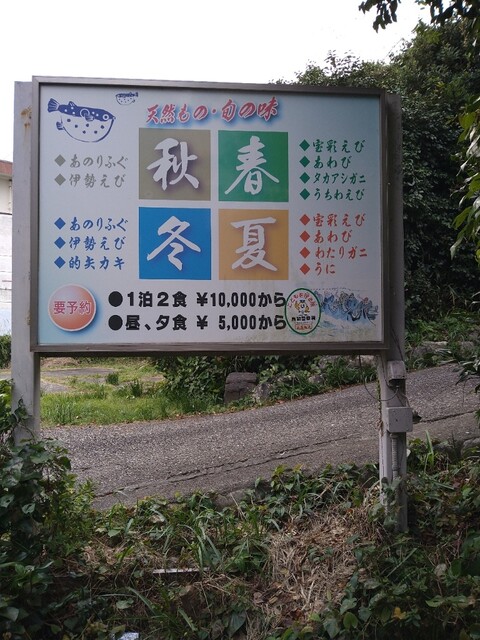 天然もの・旬の味
◆あのりふぐ
◆伊勢えび
秋
春
◆宝彩えび
◆あわび
◆タカアシガニ
◆うちわえび
◆あのりふぐ
◆伊勢えび
◆的矢カキ
冬
夏
◆宝彩えび
◆あわび
◆わたりガニ
◆うに
要予約
●1泊2食 ¥10,000から
●昼、夕食 ¥ 5,000から